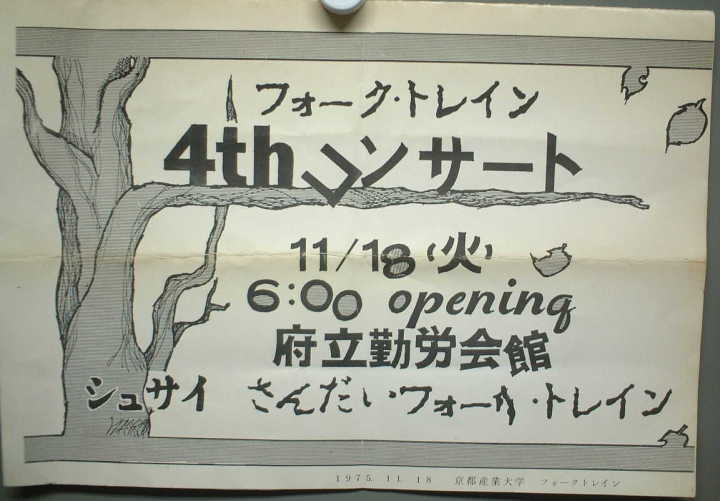 フォーク・トレイン
4thコンサート
11/18(火)
6:00 opening
府立勤労会館
シュサイ さんだいフォーク・トレイン
1975. 11. 18 京都産業大学 フォークトレイン